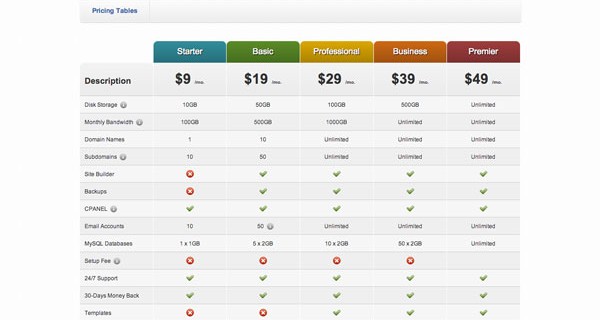 Pricing Tables
Starter Basic Professional Business Premier
Description $9 /mo. $19 /mo. $29 /mo. $39 /mo. $49 /mo.
Disk Storage 10GB 50GB 100GB 500GB Unlimited
Monthly Bandwidth 100GB 500GB 1000GB Unlimited Unlimited
Domain Names 1 10 Unlimited Unlimited Unlimited
Subdomains 10 50 Unlimited Unlimited Unlimited
Site Builder
Backups
CPANEL
Email Accounts 10 50 Unlimited Unlimited Unlimited
MySQL Databases 1 x 1GB 5 x 2GB 10 x 2GB 50 x 2GB Unlimited
Setup Fee
24/7 Support
30-Days Money Back
Templates